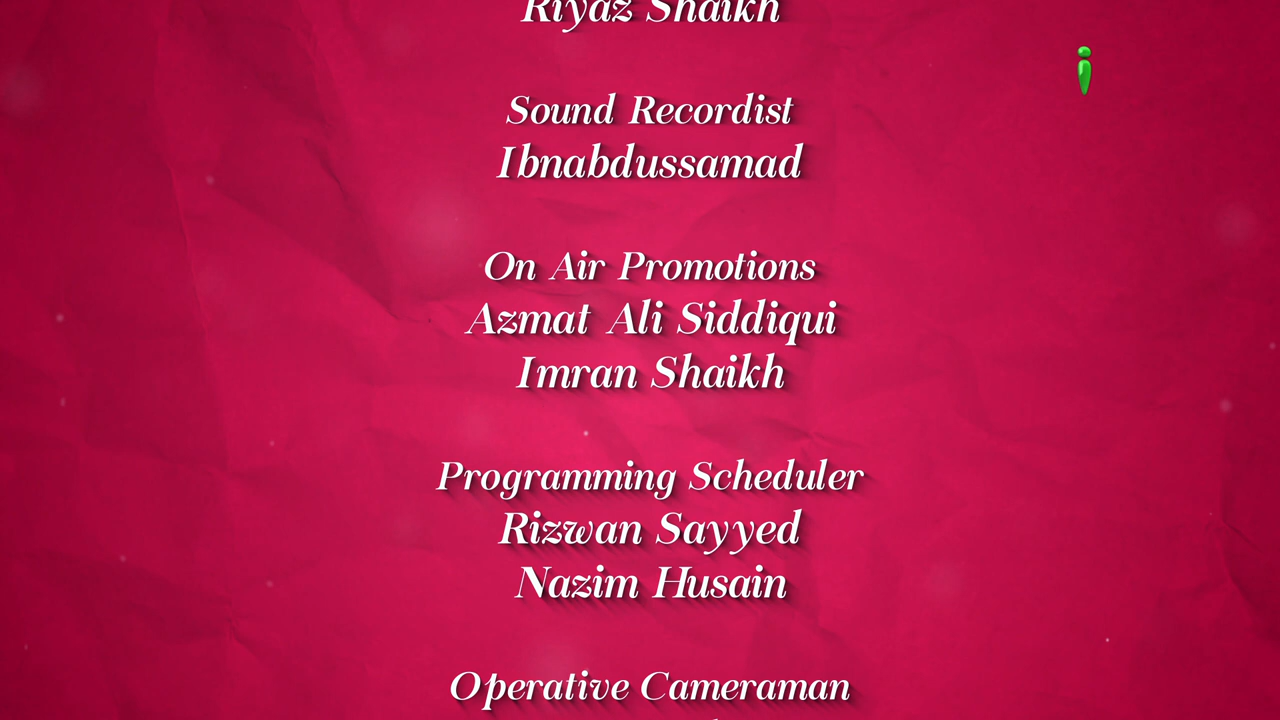 Riyaz Shaikh
Sound Recordist
Ibnabdussamad
On Air Promotions
Azmat Ali Siddiqui
Imran Shaikh
Programming Scheduler
Rizwan Sayyed
Nazim Husain
Operative Cameraman